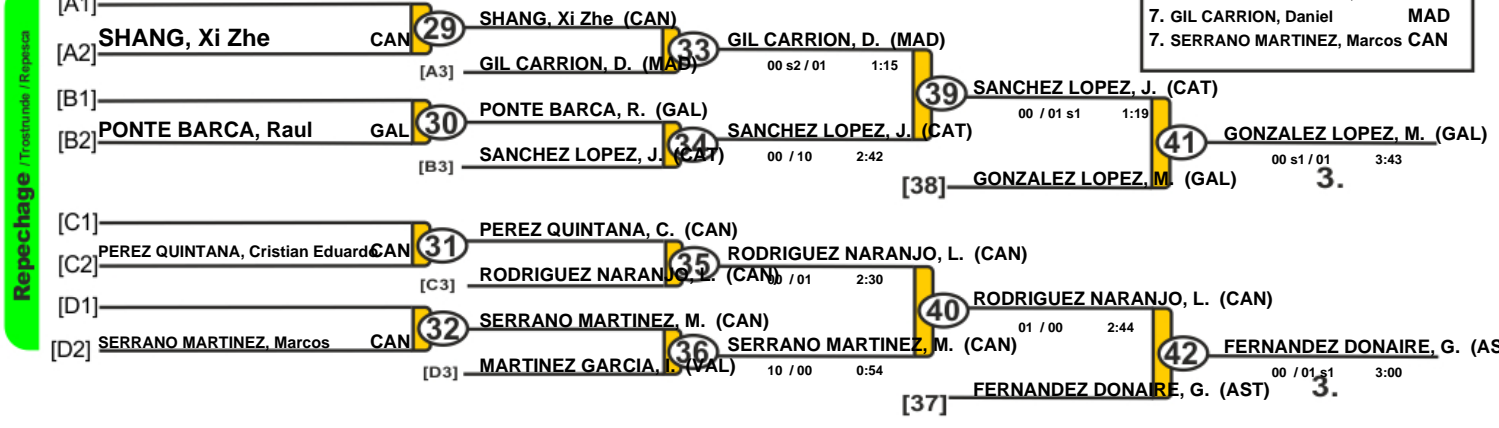 Repechage / Trostrunde / Repesca
[A1]
[A2] SHANG, Xi Zhe CAN
29
[B1]
[B2] PONTE BARCA, Raul GAL
30
[C1]
[C2] PEREZ QUINTANA, Cristian Eduardo CAN
31
[D1]
[D2] SERRANO MARTINEZ, Marcos CAN
32
SHANG, Xi Zhe (CAN)
[A3] GIL CARRION, D. (MAD)
33
PONTE BARCA, R. (GAL)
[B3] SANCHEZ LOPEZ, J. (CAT)
34
PEREZ QUINTANA, C. (CAN)
[C3] RODRIGUEZ NARANJO, L. (CAN)
35
SERRANO MARTINEZ, M. (CAN)
[D3] MARTINEZ GARCIA, I. (VAL)
36
GIL CARRION, D. (MAD)
00 s2 / 01 1:15
SANCHEZ LOPEZ, J. (CAT)
00 / 10 2:42
39
RODRIGUEZ NARANJO, L. (CAN)
00 / 01 2:30
SERRANO MARTINEZ, M. (CAN)
10 / 00 0:54
40
SANCHEZ LOPEZ, J. (CAT)
00 / 01 s1 1:19
[38] GONZALEZ LOPEZ, M. (GAL)
41
RODRIGUEZ NARANJO, L. (CAN)
01 / 00 2:44
[37] FERNANDEZ DONAIRE, G. (AST)
42
GONZALEZ LOPEZ, M. (GAL)
00 s1 / 01 3:43
3.
FERNANDEZ DONAIRE, G. (AS
00 / 01 s1 3:00
3.
7. GIL CARRION, Daniel MAD
7. SERRANO MARTINEZ, Marcos CAN